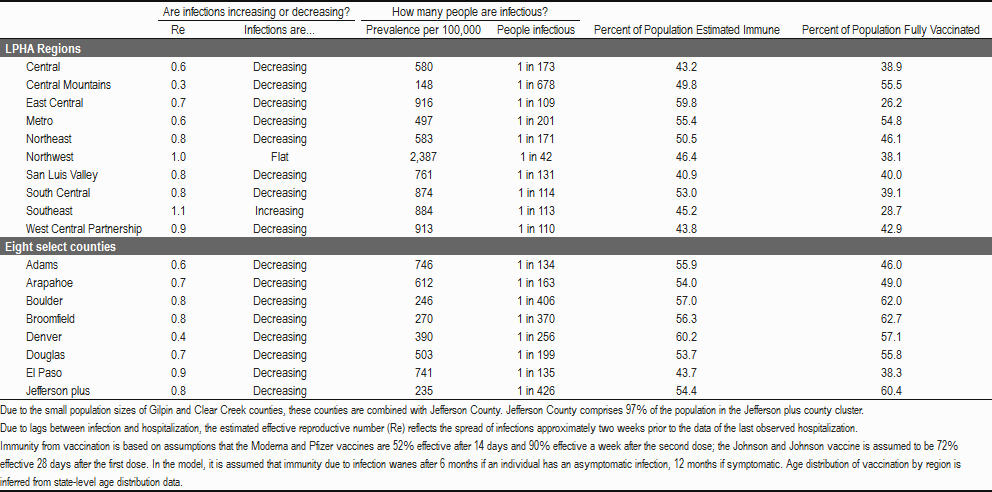 Are infections increasing or decreasing? How many people are infectious?
Re Infections are... Prevalence per 100,000 People infectious Percent of Population Estimated Immune Percent of Population Fully Vaccinated
LPHA Regions
Central 0.6 Decreasing 580 1 in 173 43.2 38.9
Central Mountains 0.3 Decreasing 148 1 in 678 49.8 55.5
East Central 0.7 Decreasing 916 1 in 109 59.8 26.2
Metro 0.6 Decreasing 497 1 in 201 55.4 54.8
Northeast 0.8 Decreasing 583 1 in 171 50.5 46.1
Northwest 1.0 Flat 2,387 1 in 42 46.4 38.1
San Luis Valley 0.8 Decreasing 761 1 in 131 40.9 40.0
South Central 0.8 Decreasing 874 1 in 114 53.0 39.1
Southeast 1.1 Increasing 884 1 in 113 45.2 28.7
West Central Partnership 0.9 Decreasing 913 1 in 110 43.8 42.9
Eight select counties
Adams 0.6 Decreasing 746 1 in 134 55.9 46.0
Arapahoe 0.7 Decreasing 612 1 in 163 54.0 49.0
Boulder 0.8 Decreasing 246 1 in 406 57.0 62.0
Broomfield 0.8 Decreasing 270 1 in 370 56.3 62.7
Denver 0.4 Decreasing 390 1 in 256 60.2 57.1
Douglas 0.7 Decreasing 503 1 in 199 53.7 55.8
El Paso 0.9 Decreasing 741 1 in 135 43.7 38.3
Jefferson plus 0.8 Decreasing 235 1 in 426 54.4 60.4
Due to the small population sizes of Gilpin and Clear Creek counties, these counties are combined with Jefferson County. Jefferson County comprises 97% of the population in the Jefferson plus county cluster.
Due to lags between infection and hospitalization, the estimated effective reproductive number (Re) reflects the spread of infections approximately two weeks prior to the data of the last observed hospitalization.
Immunity from vaccination is based on assumptions that the Moderna and Pfizer vaccines are 52% effective after 14 days and 90% effective a week after the second dose; the Johnson and Johnson vaccine is assumed to be 72%
effective 28 days after the first dose. In the model, it is assumed that immunity due to infection wanes after 6 months if an individual has an asymptomatic infection, 12 months if symptomatic. Age distribution of vaccination by region is
inferred from state-level age distribution data.